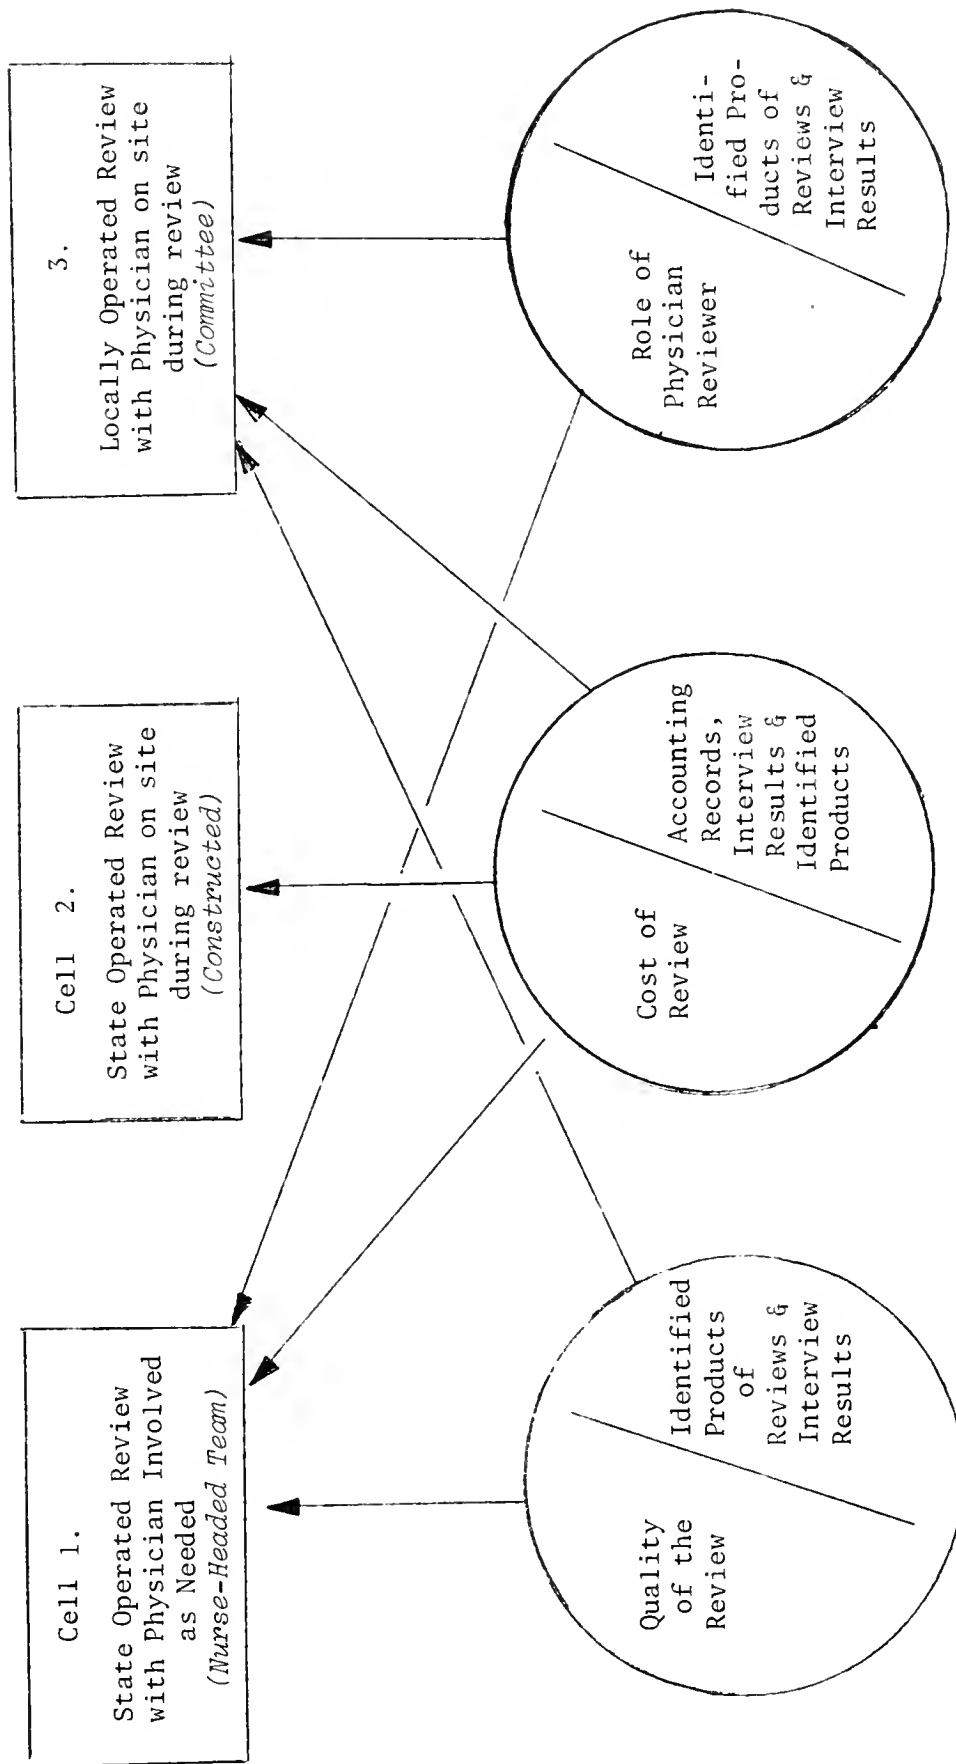 Cell 1.
State Operated Review
with Physician Involved
as Needed
(Nurse-Headed Team)
Cell 2.
State Operated Review
with Physician on site
during review
(Constructed)
3.
Locally Operated Review
with Physician on site
during review
(Committee)
Quality
of the
Review
Identified
Products
of
Reviews &
Interview
Results
Cost of
Review
Accounting
Records,
Interview
Results &
Identified
Products
Role of
Physician
Reviewer
Identi-
fied Pro-
ducts of
Reviews &
Interview
Results